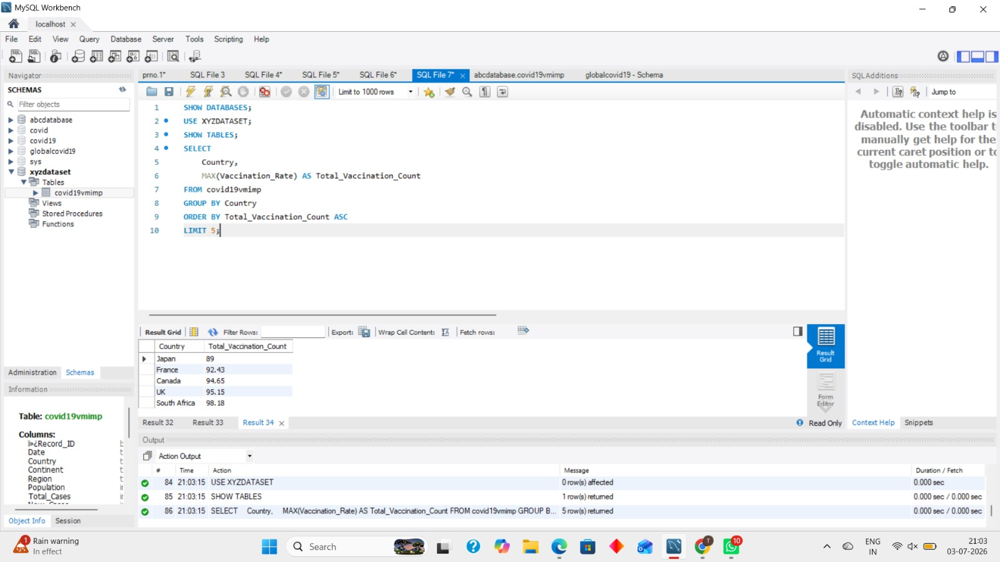 MySQL Workbench
localhost
File Edit View Query Database Server Tools Scripting Help
Navigator
SCHEMAS
Filter objects
abcdatabase
covid
covid19
globalcovid19
sys
xyzdataset
Tables
covid19vmimp
Views
Stored Procedures
Functions
Administration Schemas
Information
Table: covid19vmimp
Columns:
Record_ID
Date
Country
Continent
Region
Population
Total_Cases
Object Info Session
prno.1* SQL File 3 SQL File 4* SQL File 5* SQL File 6* SQL File 7* abcdatabase.covid19vmimp globalcovid19 - Schema
Limit to 1000 rows
1 SHOW DATABASES;
2 USE XYZDATASET;
3 SHOW TABLES;
4 SELECT
5 Country,
6 MAX(Vaccination_Rate) AS Total_Vaccination_Count
7 FROM covid19vmimp
8 GROUP BY Country
9 ORDER BY Total_Vaccination_Count ASC
10 LIMIT 5;
Result Grid Filter Rows: Export: Wrap Cell Content: Fetch rows:
Country Total_Vaccination_Count
Japan 89
France 92.43
Canada 94.65
UK 95.15
South Africa 98.18
Result Grid
Form Editor
Result 32 Result 33 Result 34
Read Only
Output
Action Output
# Time Action Message Duration / Fetch
84 21:03:15 USE XYZDATASET 0 row(s) affected 0.000 sec
85 21:03:15 SHOW TABLES 1 row(s) returned 0.000 sec / 0.000 sec
86 21:03:15 SELECT Country, MAX(Vaccination_Rate) AS Total_Vaccination_Count FROM covid19vmimp GROUP B... 5 row(s) returned 0.000 sec / 0.000 sec
SQLAdditions
Jump to
Automatic context help is
disabled. Use the toolbar t
manually get help for the
current caret position or to
toggle automatic help.
Context Help Snippets
1
Rain warning
In effect
Search
T
10
ENG
IN
21:03
03-07-2026